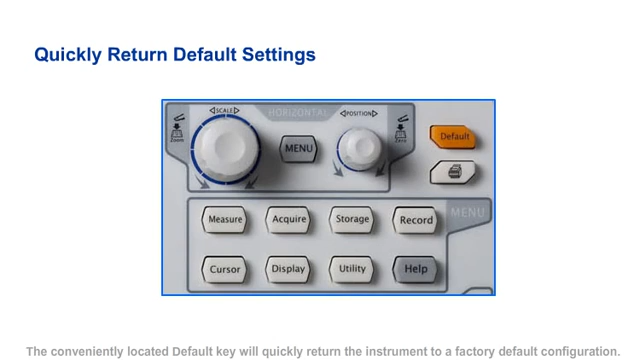 Quickly Return Default Settings
SCALE
HORIZONTAL
POSITION
Zoom
MENU
Zero
Default
Measure
Acquire
Storage
Record
MENU
Cursor
Display
Utility
Help
The conveniently located Default key will quickly return the instrument to a factory default configuration.